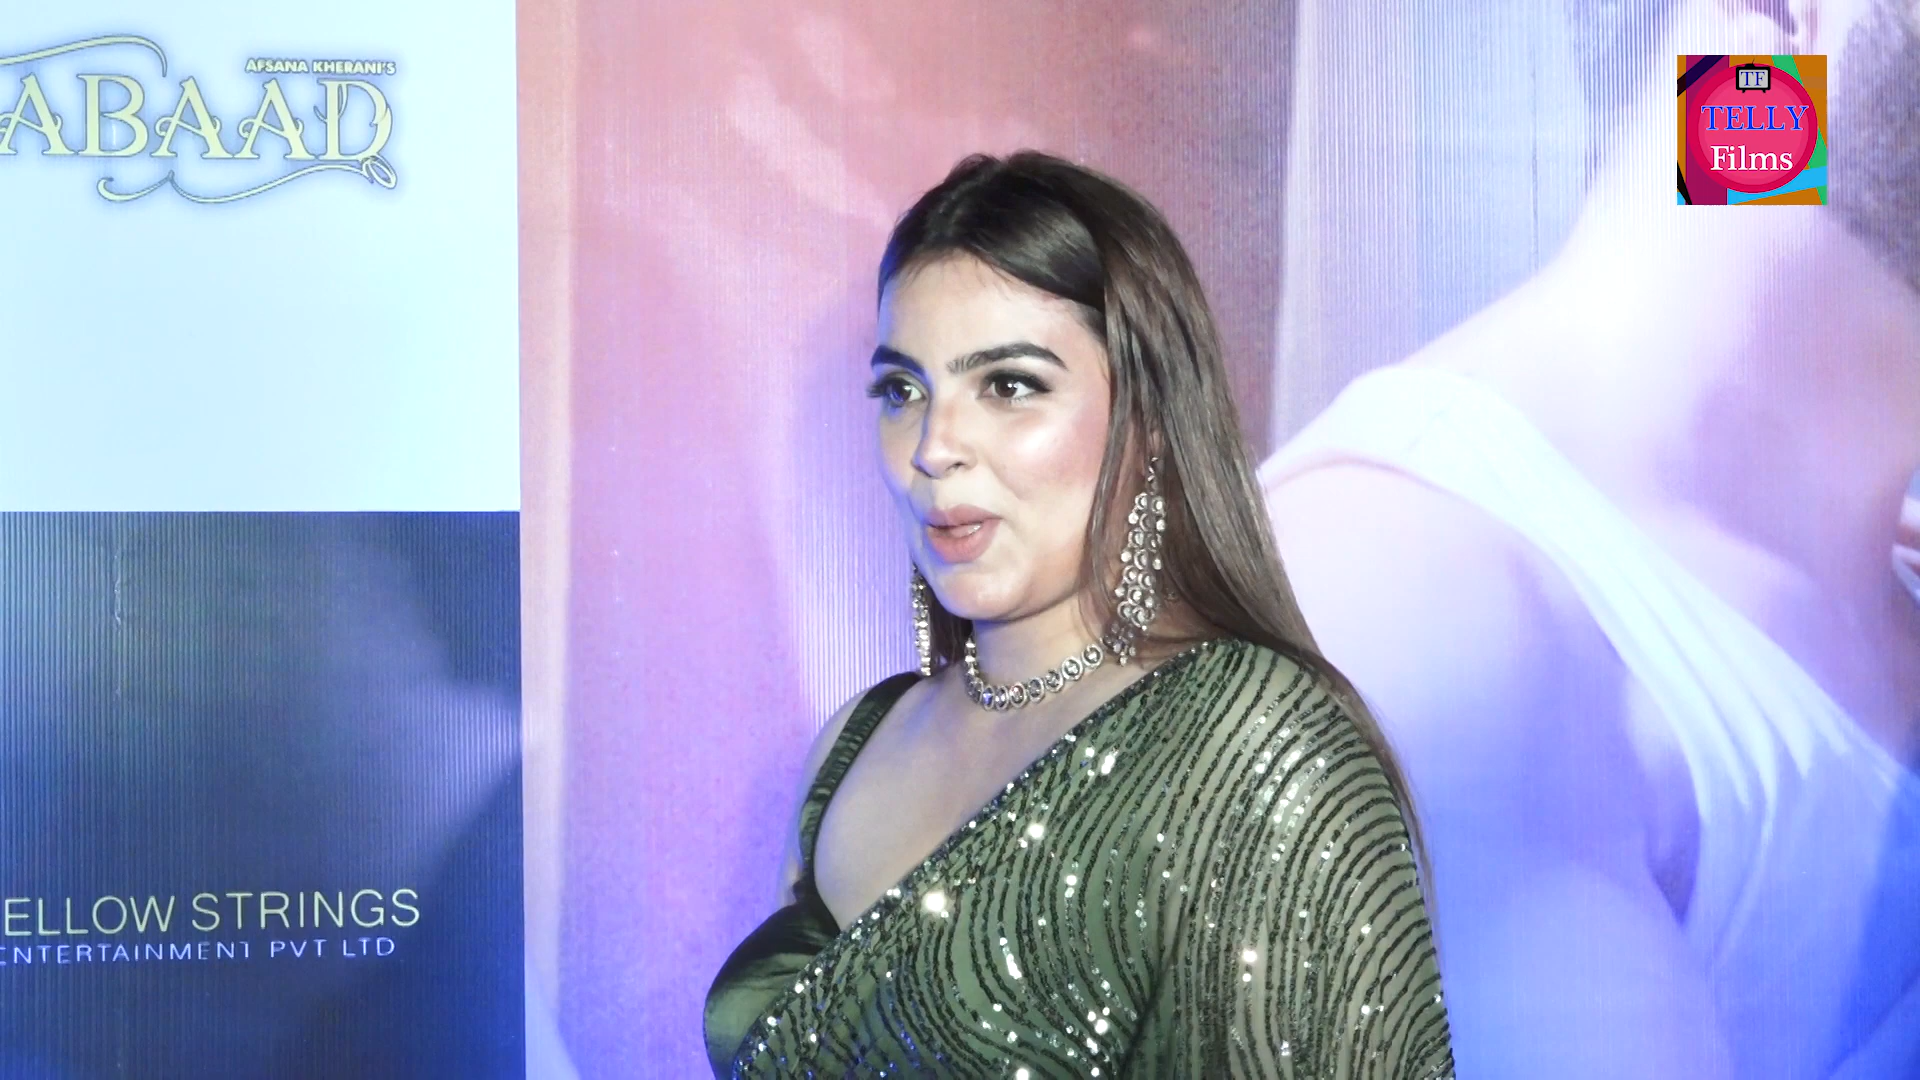 AFSANA KHERANI'S
ABAAD
TF
TELLY
Films
ELLOW STRINGS
ENTERTAINMENT PVT LTD